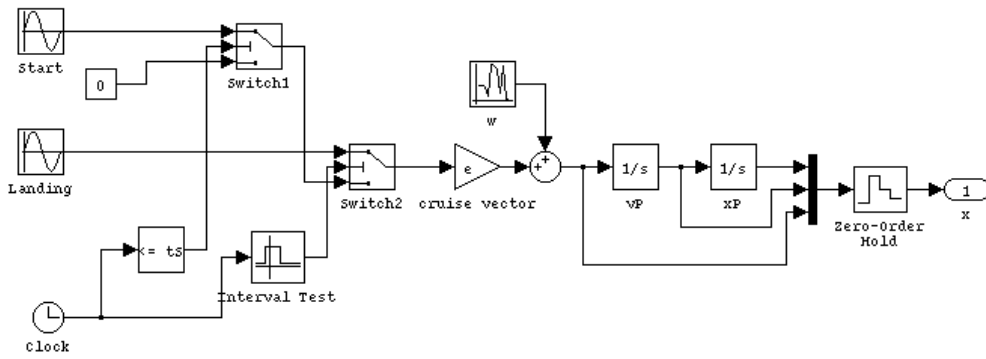 Start
0
Switch1
w
Landing
Switch2
e
cruise vector
+
+
1/s
vP
1/s
xP
Zero-Order
Hold
1
x
<= ts
Interval Test
Clock